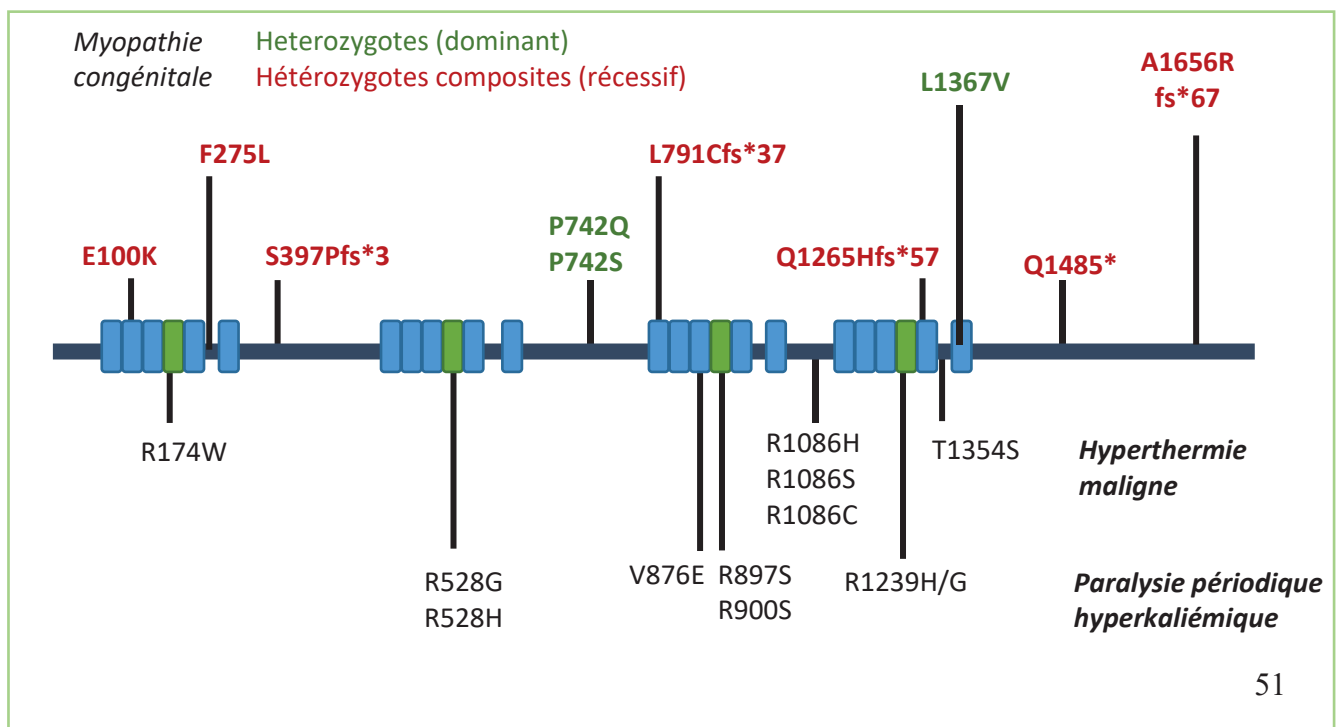 Myopathie
congénitale
Heterozygotes (dominant)
Hétérozygotes composites (récessif)
A1656R
fs*67
L1367V
F275L
L791Cfs*37
P742Q
P742S
E100K
S397Pfs*3
Q1265Hfs*57
Q1485*
R174W
R1086H
R1086S
R1086C
T1354S
Hyperthermie
maligne
R528G
R528H
V876E
R897S
R900S
R1239H/G
Paralysie périodique
hyperkaliémique
51